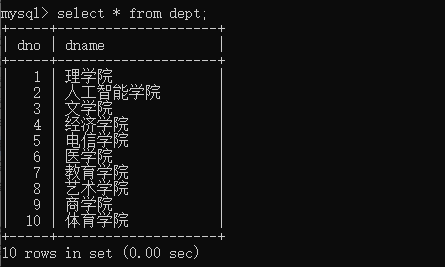 mysql> select * from dept;
+-----+--------------------+
| dno | dname              |
+-----+--------------------+
|   1 | 理学院
|   2 | 人工智能学院
|   3 | 文学院
|   4 | 经济学院
|   5 | 电信学院
|   6 | 医学院
|   7 | 教育学院
|   8 | 艺术学院
|   9 | 商学院
|  10 | 体育学院
+-----+--------------------+
10 rows in set (0.00 sec)